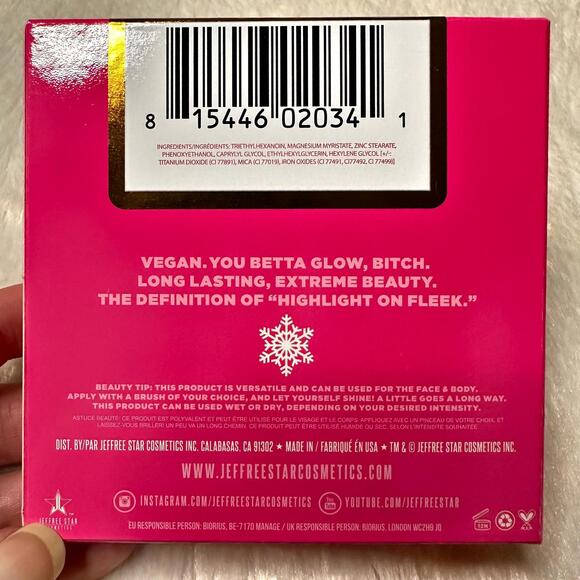 8 15446 02034 1
INGREDIENTS/INGRÉDIENTS: TRIETHYLHEXANOIN, MAGNESIUM MYRISTATE, ZINC STEARATE,
PHENOXYETHANOL, CAPRYLYL GLYCOL, ETHYLHEXYLGLYCERIN, HEXYLENE GLYCOL [+/-:
TITANIUM DIOXIDE (CI 77891), MICA (CI 77019), IRON OXIDES (CI 77491, CI77492, CI 77499)]
VEGAN. YOU BETTA GLOW, BITCH.
LONG LASTING, EXTREME BEAUTY.
THE DEFINITION OF “HIGHLIGHT ON FLEEK.”
BEAUTY TIP: THIS PRODUCT IS VERSATILE AND CAN BE USED FOR THE FACE & BODY.
APPLY WITH A BRUSH OF YOUR CHOICE, AND LET YOURSELF SHINE! A LITTLE GOES A LONG WAY.
THIS PRODUCT CAN BE USED WET OR DRY, DEPENDING ON YOUR DESIRED INTENSITY.
ASTUCE BEAUTÉ: CE PRODUIT EST POLYVALENT ET PEUT ÊTRE UTILISÉ POUR LE VISAGE ET LE CORPS. APPLIQUEZ AVEC UN PINCEAU DE VOTRE CHOIX, ET
LAISSEZ-VOUS BRILLER! UN PEU VA UN LONG CHEMIN. CE PRODUIT PEUT ÊTRE UTILISÉ HUMIDE OU SEC, SELON L'INTENSITÉ SOUHAITÉE
DIST. BY/PAR JEFFREE STAR COSMETICS INC. CALABASAS, CA 91302 ★ MADE IN / FABRIQUÉ EN USA ★ TM & © JEFFREE STAR COSMETICS INC.
WWW.JEFFREESTARCOSMETICS.COM
INSTAGRAM.COM/JEFFREESTARCOSMETICS
You Tube
YOUTUBE.COM/JEFFREESTAR
JEFFREE STAR
COSMETICS
EU RESPONSIBLE PERSON: BIORIUS, BE-7170 MANAGE / UK RESPONSIBLE PERSON: BIORIUS, LONDON WC2H9 JQ
12M